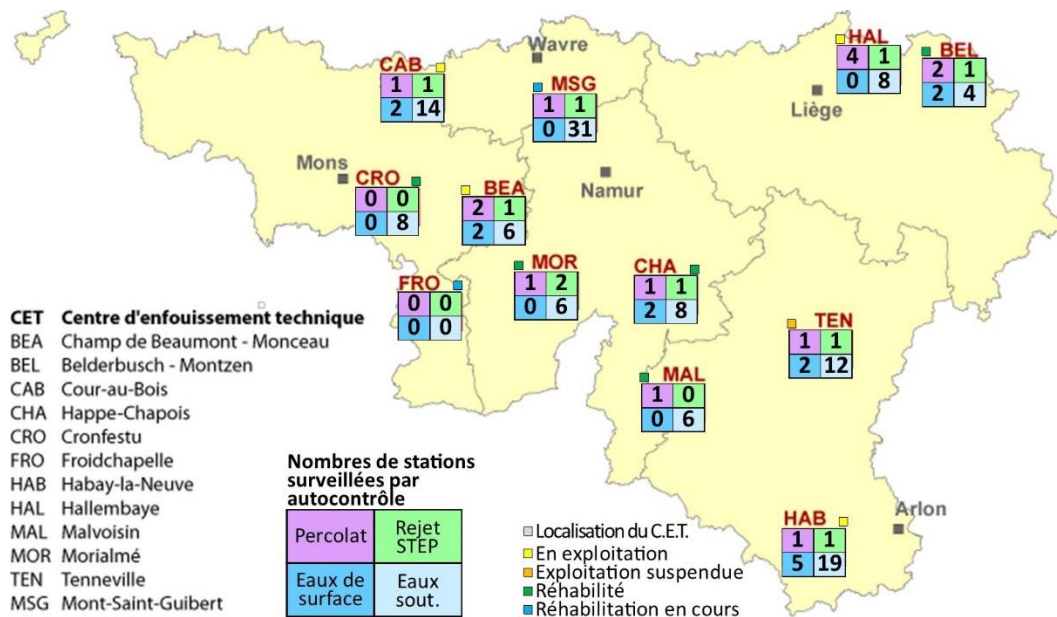 Wavre
CAB
1 1
2 14
MSG
1 1
0 31
HAL
4 1
0 8
BEL
2 1
2 4
Liège
Mons
CRO
0 0
0 8
BEA
2 1
2 6
Namur
FRO
0 0
0 0
MOR
1 2
0 6
CHA
1 1
2 8
TEN
1 1
2 12
MAL
1 0
0 6
HAB
1 1
5 19
Arlon
CET Centre d'enfouissement technique
BEA Champ de Beaumont - Monceau
BEL Belderbusch - Montzen
CAB Cour-au-Bois
CHA Happe-Chapois
CRO Cronfestu
FRO Froidchapelle
HAB Habay-la-Neuve
HAL Hallembaye
MAL Malvoisin
MOR Morialmé
TEN Tenneville
MSG Mont-Saint-Guibert
Nombres de stations
surveillées par
autocontrôle
Percolat
Rejet
STEP
Eaux de
surface
Eaux
sout.
Localisation du C.E.T.
En exploitation
Exploitation suspendue
Réhabilité
Réhabilitation en cours